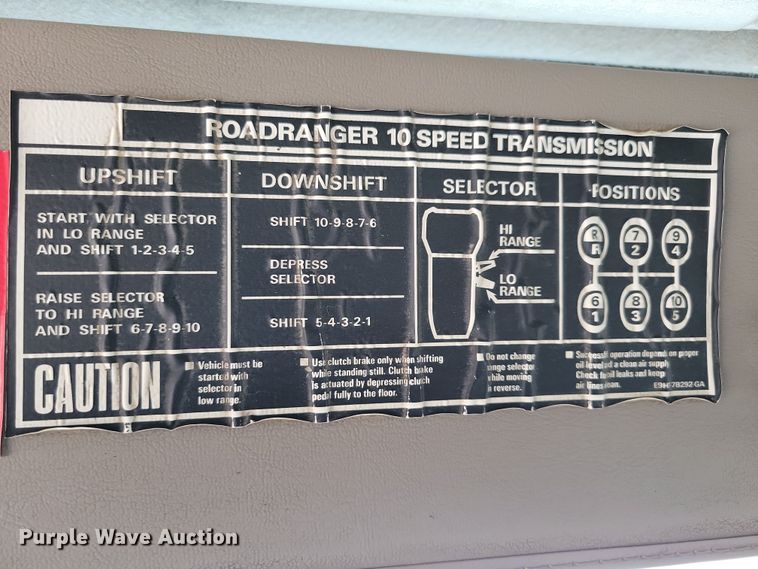 ROADRANGER 10 SPEED TRANSMISSION
UPSHIFT
START WITH SELECTOR
IN LO RANGE
AND SHIFT 1-2-3-4-5
RAISE SELECTOR
TO HI RANGE
AND SHIFT 6-7-8-9-10
DOWNSHIFT
SHIFT 10-9-8-7-6
DEPRESS
SELECTOR
SHIFT 5-4-3-2-1
SELECTOR
HI
RANGE
LO
RANGE
POSITIONS
R 7 9
R 2 4
6 8 10
1 3 5
CAUTION
Vehicle must be
started with
selector in
low range.
Use clutch brake only when shifting
while standing still. Clutch brake
is actuated by depressing clutch
pedal fully to the floor.
Do not change
range selector
while moving
in reverse.
Successful operation depends on proper
oil level and a clean air supply.
Check for oil leaks and keep
air lines clean.
Purple Wave Auction